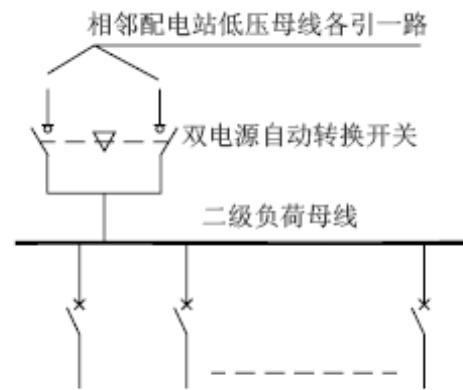 相邻配电站低压母线各引一路
双电源自动转换开关
二级负荷母线